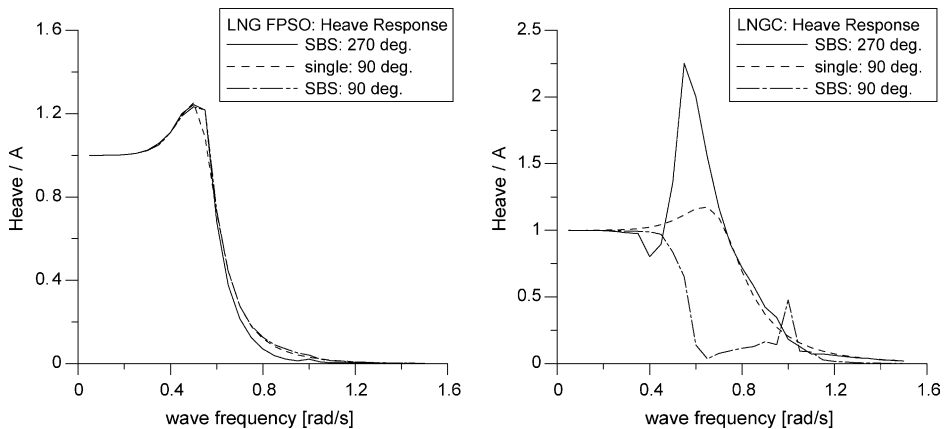 LNG FPSO: Heave Response
SBS: 270 deg.
single: 90 deg.
SBS: 90 deg.
1.6
1.2
0.8
0.4
0
Heave / A
0
0.4
0.8
1.2
1.6
wave frequency [rad/s]
LNGC: Heave Response
SBS: 270 deg.
single: 90 deg.
SBS: 90 deg.
2.5
2
1.5
1
0.5
0
Heave / A
0
0.4
0.8
1.2
1.6
wave frequency [rad/s]